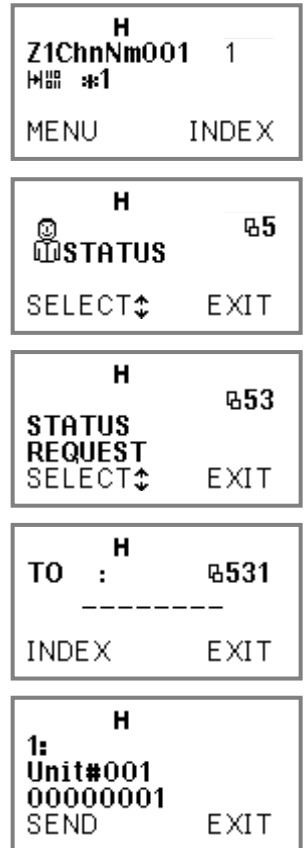 H
Z1ChnNm001 1
*1
MENU INDEX
H
5
STATUS
SELECT↕ EXIT
H
53
STATUS
REQUEST
SELECT↕ EXIT
H
TO : 531
--------
INDEX EXIT
H
1:
Unit#001
00000001
SEND EXIT